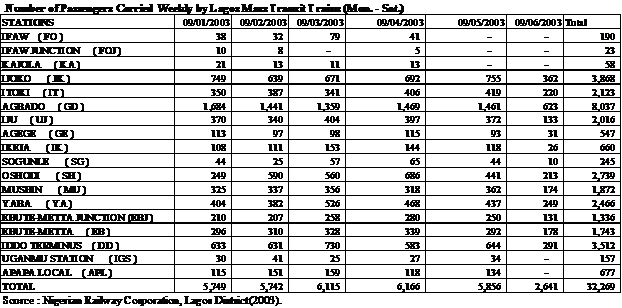 Number of Passengers Carried Weekly by Lagos Mass Transit Trains (Mon. - Sat.)
STATIONS 09/01/2003 09/02/2003 09/03/2003 09/04/2003 09/05/2003 09/06/2003 Total
IFAW ( FO ) 38 32 79 41 – – 190
IFAW JUNCTION ( FOJ) 10 8 – 5 – – 23
KAJOLA ( KA ) 21 13 11 13 – – 58
IJOKO ( JK ) 749 639 671 692 755 362 3,868
ITOKI ( IT ) 350 387 341 406 419 220 2,123
AGBADO ( GD ) 1,684 1,441 1,359 1,469 1,461 623 8,037
IJU ( UJ ) 370 340 404 397 372 133 2,016
AGEGE ( GE ) 113 97 98 115 93 31 547
IKEJA ( IK ) 108 111 153 144 118 26 660
SOGUNLE ( SG ) 44 25 57 65 44 10 245
OSHODI ( SH ) 249 590 560 686 441 213 2,739
MUSHIN ( MU ) 325 337 356 318 362 174 1,872
YABA ( YA ) 404 382 526 468 437 249 2,466
EBUTE-METTA JUNCTION (EBJ) 210 207 258 280 250 131 1,336
EBUTE-METTA ( EB ) 296 310 328 339 292 178 1,743
IDDO TERMINUS ( DD ) 633 631 730 583 644 291 3,512
UGANMU STATION ( IGS ) 30 41 25 27 34 – 157
APAPA LOCAL ( APL ) 115 151 159 118 134 – 677
TOTAL 5,749 5,742 6,115 6,166 5,856 2,641 32,269
Source : Nigerian Railway Corporation, Lagos District(2003).